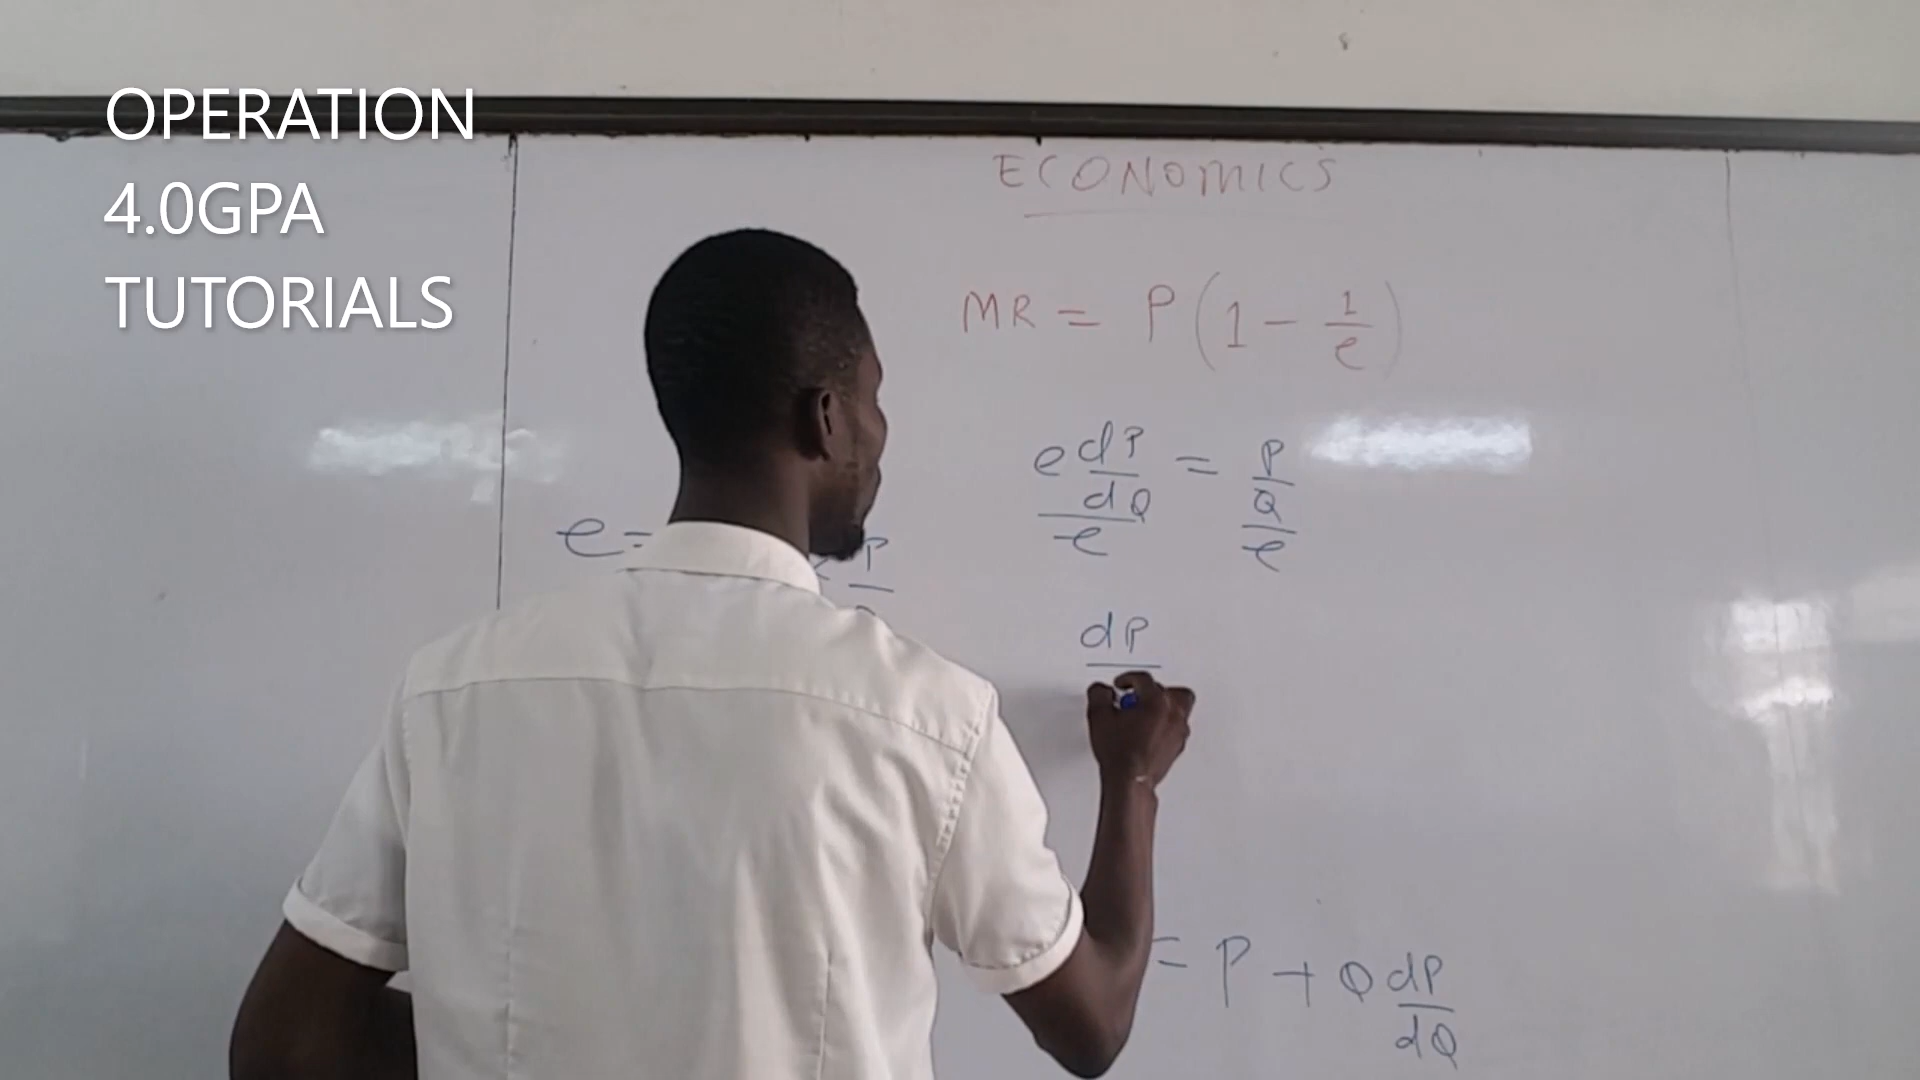 OPERATION
4.0GPA
TUTORIALS
ECONOMICS
MR = P(1 - 1/e)
e dP/dQ / e = P/Q / e
e =
P
dP
= P + Q dP/dQ